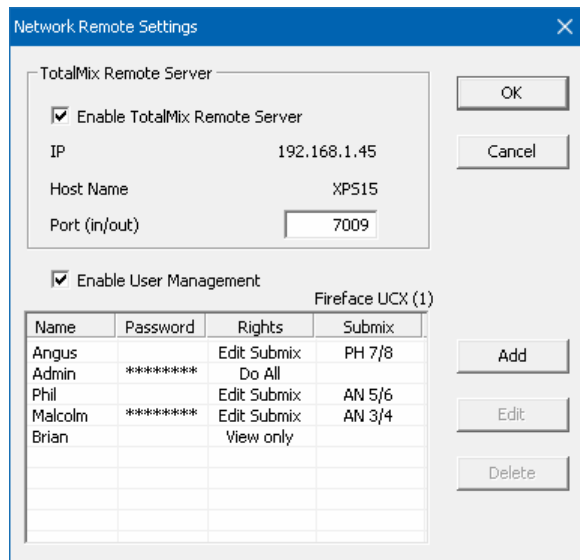 Network Remote Settings
TotalMix Remote Server
OK
Enable TotalMix Remote Server
IP 192.168.1.45
Cancel
Host Name XPS15
Port (in/out) 7009
Enable User Management
Fireface UCX (1)
Name Password Rights Submix
Angus Edit Submix PH 7/8
Admin ******** Do All
Phil Edit Submix AN 5/6
Malcolm ******** Edit Submix AN 3/4
Brian View only
Add
Edit
Delete